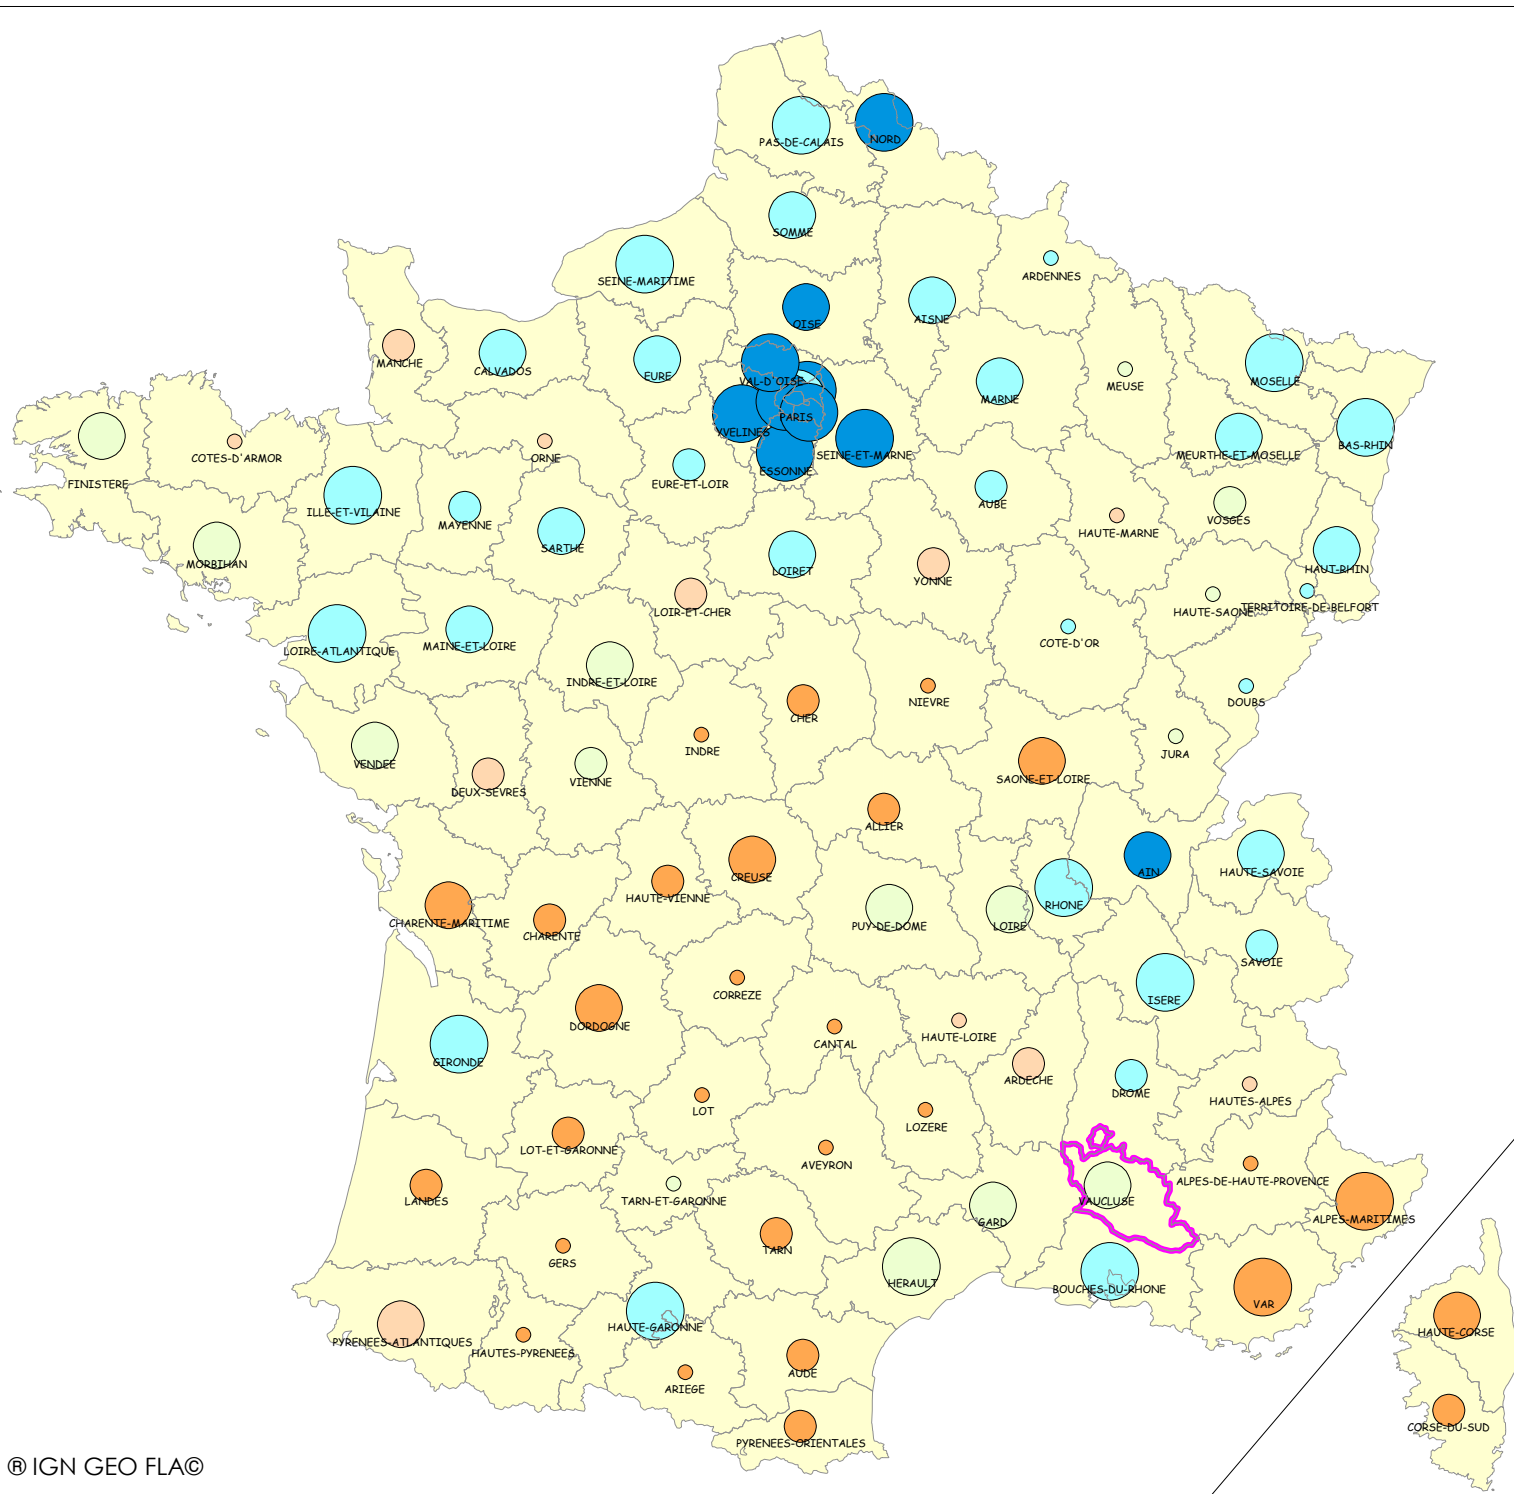 PAS-DE-CALAIS
NORD
SOMME
SEINE-MARITIME
ARDENNES
OISE
AISNE
MANCHE
CALVADOS
EURE
VAL-D'OISE
MARNE
MEUSE
MOSELLE
PARIS
YVELINES
SEINE-ET-MARNE
ESSONNE
MEURTHE-ET-MOSELLE
BAS-RHIN
FINISTERE
COTES-D'ARMOR
ORNE
EURE-ET-LOIR
ILLE-ET-VILAINE
MAYENNE
AUBE
VOSGES
HAUTE-MARNE
MORBIHAN
SARTHE
LOIRET
YONNE
HAUT-RHIN
LOIR-ET-CHER
HAUTE-SAONE
TERRITOIRE-DE-BELFORT
LOIRE-ATLANTIQUE
MAINE-ET-LOIRE
COTE-D'OR
INDRE-ET-LOIRE
CHER
NIEVRE
DOUBS
VENDEE
DEUX-SEVRES
VIENNE
INDRE
SAONE-ET-LOIRE
JURA
ALLIER
CREUSE
HAUTE-VIENNE
AIN
HAUTE-SAVOIE
CHARENTE-MARITIME
CHARENTE
PUY-DE-DOME
LOIRE
RHONE
SAVOIE
CORREZE
ISERE
DORDOGNE
CANTAL
HAUTE-LOIRE
GIRONDE
ARDECHE
DROME
HAUTES-ALPES
LOT
LOZERE
LOT-ET-GARONNE
AVEYRON
LANDES
TARN-ET-GARONNE
VAUCLUSE
ALPES-DE-HAUTE-PROVENCE
GARD
ALPES-MARITIMES
GERS
TARN
HERAULT
BOUCHES-DU-RHONE
VAR
PYRENEES-ATLANTIQUES
HAUTES-PYRENEES
HAUTE-GARONNE
AUDE
HAUTE-CORSE
ARIEGE
PYRENEES-ORIENTALES
CORSE-DU-SUD
® IGN GEO FLA©